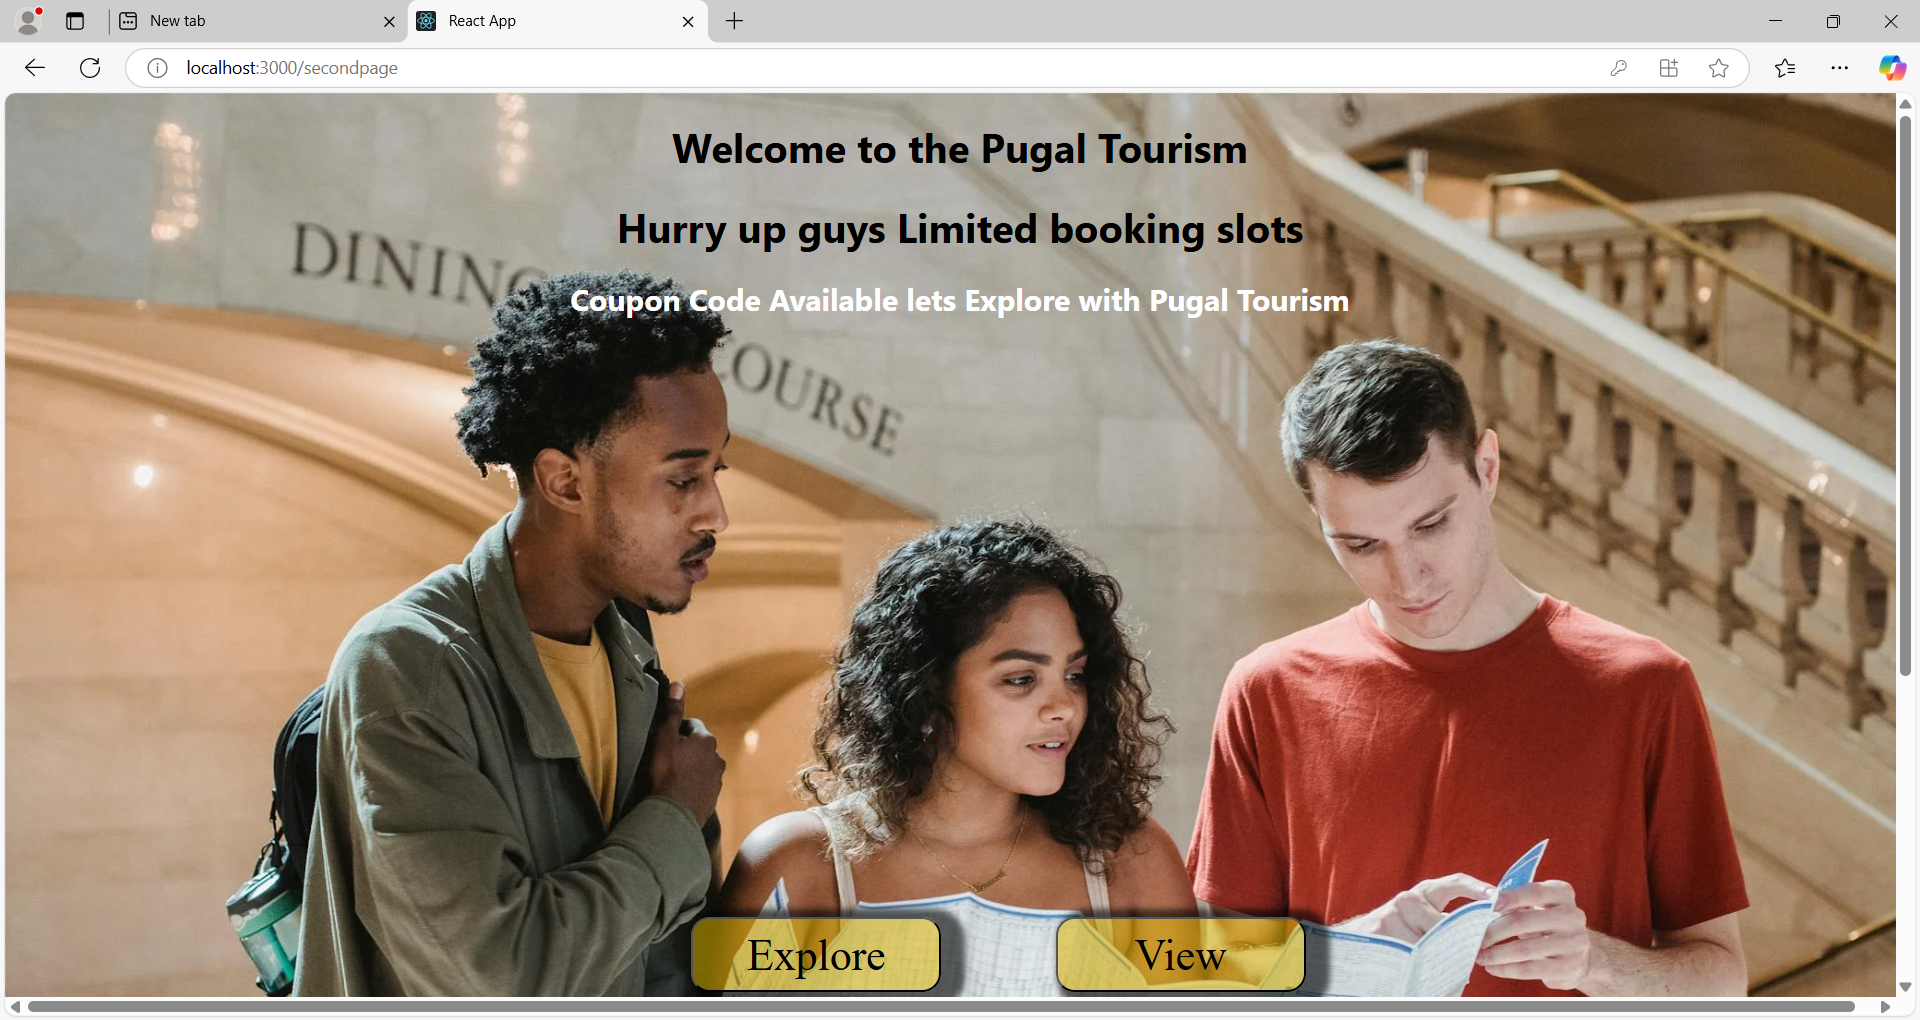 New tab
React App
localhost:3000/secondpage
Welcome to the Pugal Tourism
Hurry up guys Limited booking slots
DINING
Coupon Code Available lets Explore with Pugal Tourism
COURSE
Explore
View